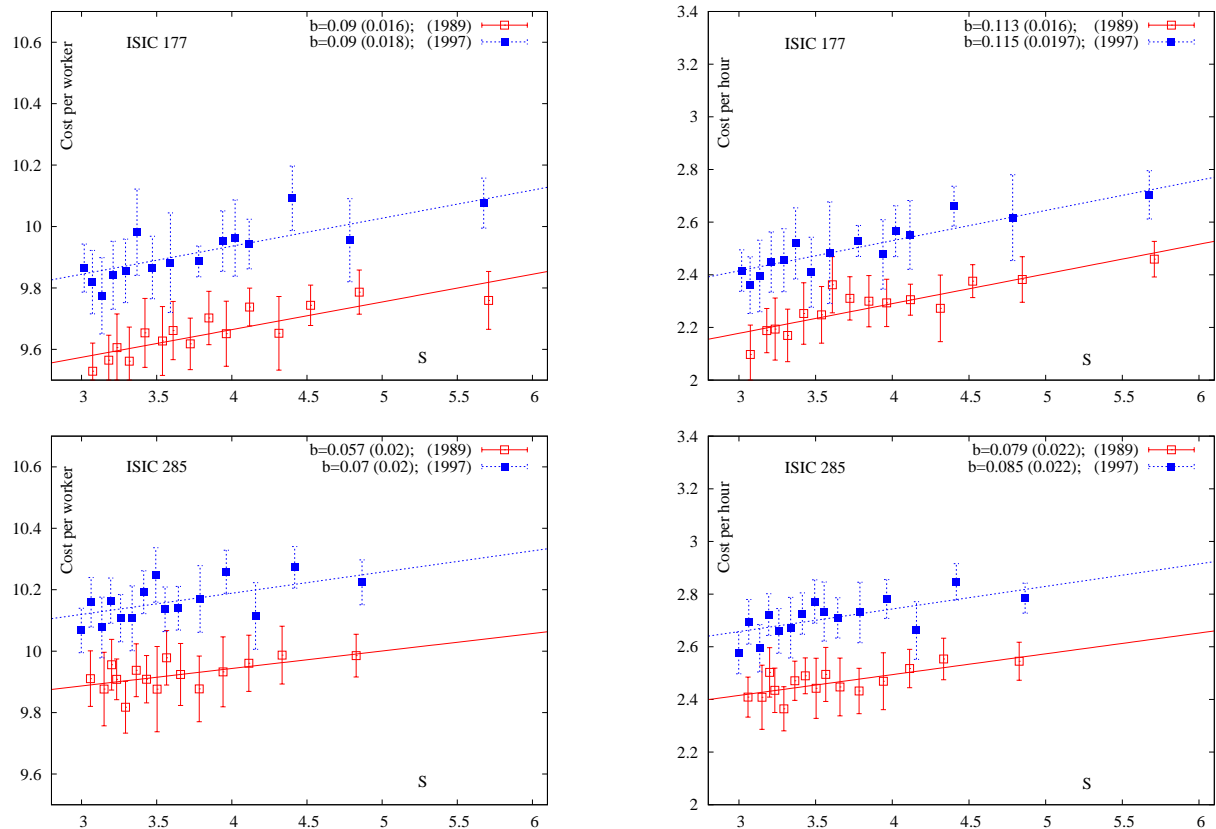 b=0.09 (0.016); (1989)
b=0.09 (0.018); (1997)
ISIC 177
Cost per worker
S
10.6
10.4
10.2
10
9.8
9.6
3 3.5 4 4.5 5 5.5 6
b=0.113 (0.016); (1989)
b=0.115 (0.0197); (1997)
ISIC 177
Cost per hour
S
3.4
3.2
3
2.8
2.6
2.4
2.2
2
3 3.5 4 4.5 5 5.5 6
b=0.057 (0.02); (1989)
b=0.07 (0.02); (1997)
ISIC 285
Cost per worker
S
10.6
10.4
10.2
10
9.8
9.6
3 3.5 4 4.5 5 5.5 6
b=0.079 (0.022); (1989)
b=0.085 (0.022); (1997)
ISIC 285
Cost per hour
S
3.4
3.2
3
2.8
2.6
2.4
2.2
2
3 3.5 4 4.5 5 5.5 6